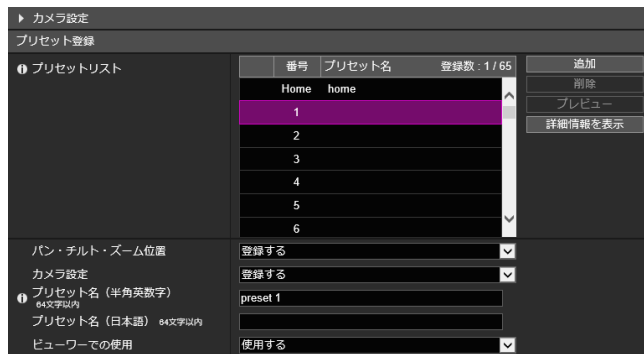 カメラ設定
プリセット登録
プリセットリスト
番号 プリセット名 登録数 : 1 / 65
追加
Home home
削除
1
プレビュー
2
詳細情報を表示
3
4
5
6
パン・チルト・ズーム位置 登録する
カメラ設定 登録する
プリセット名（半角英数字）
64文字以内
preset 1
プリセット名（日本語） 64文字以内
ビューワーでの使用 使用する